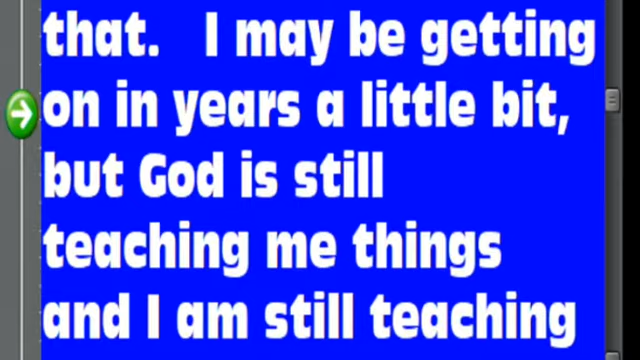 that.   I may be getting
on in years a little bit,
but God is still
teaching me things
and I am still teaching